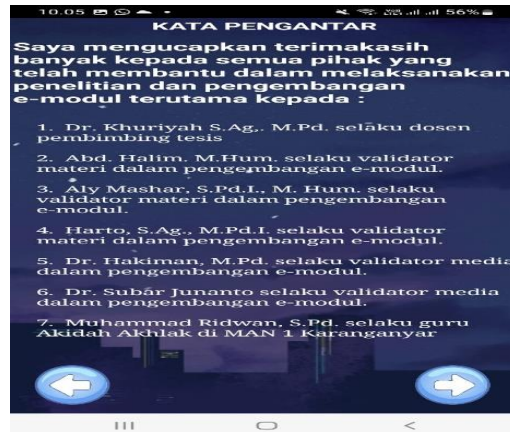 10.05
56%
KATA PENGANTAR
Saya mengucapkan terimakasih
banyak kepada semua pihak yang
telah membantu dalam melaksanakan
penelitian dan pengembangan
e-modul terutama kepada :
1. Dr. Khuriyah S.Ag,. M.Pd. selaku dosen
pembimbing tesis
2. Abd. Halim. M.Hum. selaku validator
materi dalam pengembangan e-modul.
3. Aly Mashar, S.Pd.I., M. Hum. selaku
validator materi dalam pengembangan
e-modul.
4. Harto, S.Ag., M.Pd.I. selaku validator
materi dalam pengembangan e-modul.
5. Dr. Hakiman, M.Pd. selaku validator media
dalam pengembangan e-modul.
6. Dr. Subar Junanto selaku validator media
dalam pengembangan e-modul.
7. Muhammad Ridwan, S.Pd. selaku guru
Akidah Akhlak di MAN 1 Karanganyar